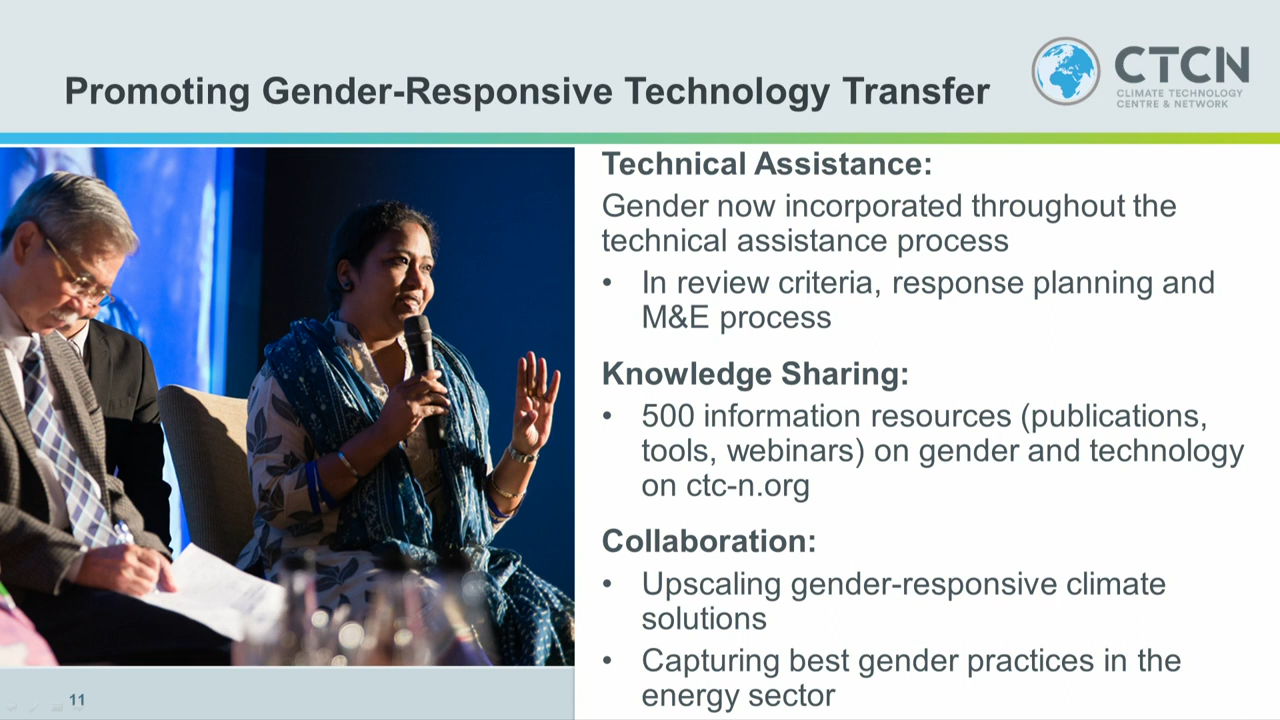 Promoting Gender-Responsive Technology Transfer
CTCN
CLIMATE TECHNOLOGY
CENTRE & NETWORK
Technical Assistance:
Gender now incorporated throughout the
technical assistance process
• In review criteria, response planning and
M&E process
Knowledge Sharing:
• 500 information resources (publications,
tools, webinars) on gender and technology
on ctc-n.org
Collaboration:
• Upscaling gender-responsive climate
solutions
• Capturing best gender practices in the
energy sector
11